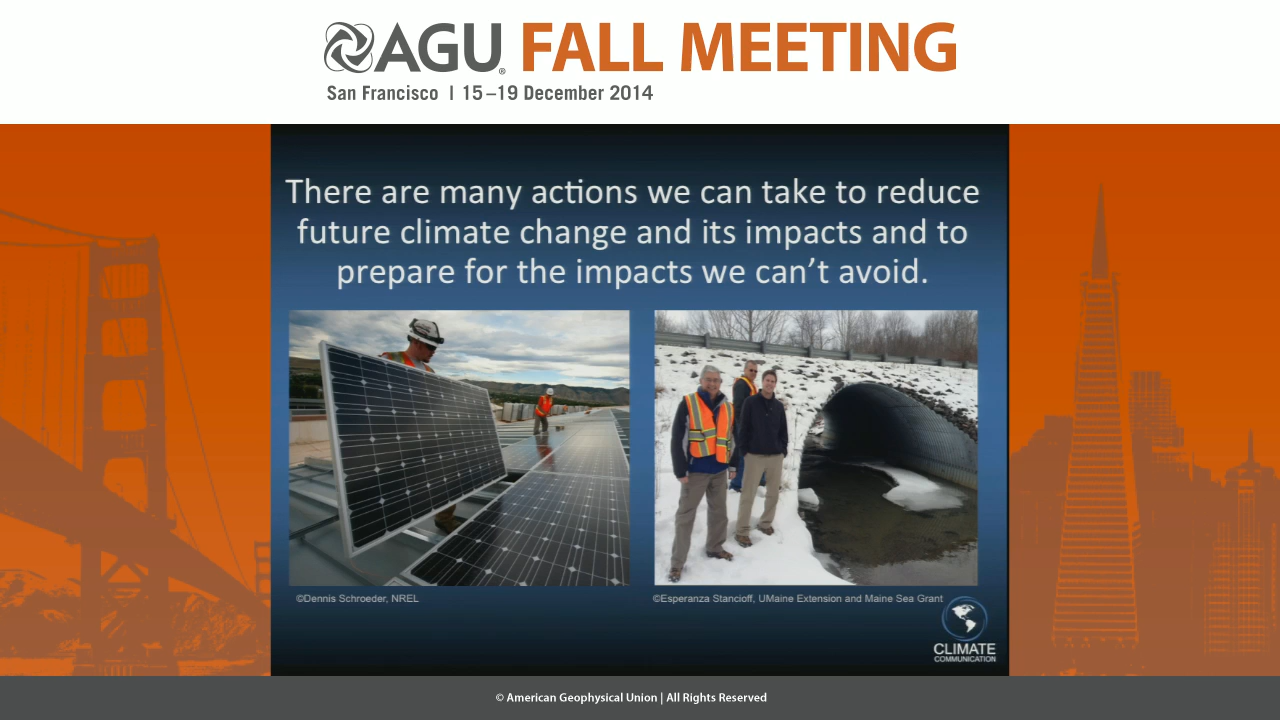 AGU® FALL MEETING
San Francisco | 15–19 December 2014
There are many actions we can take to reduce
future climate change and its impacts and to
prepare for the impacts we can’t avoid.
©Dennis Schroeder, NREL
©Esperanza Stancioff, UMaine Extension and Maine Sea Grant
CLIMATE
COMMUNICATION
© American Geophysical Union | All Rights Reserved